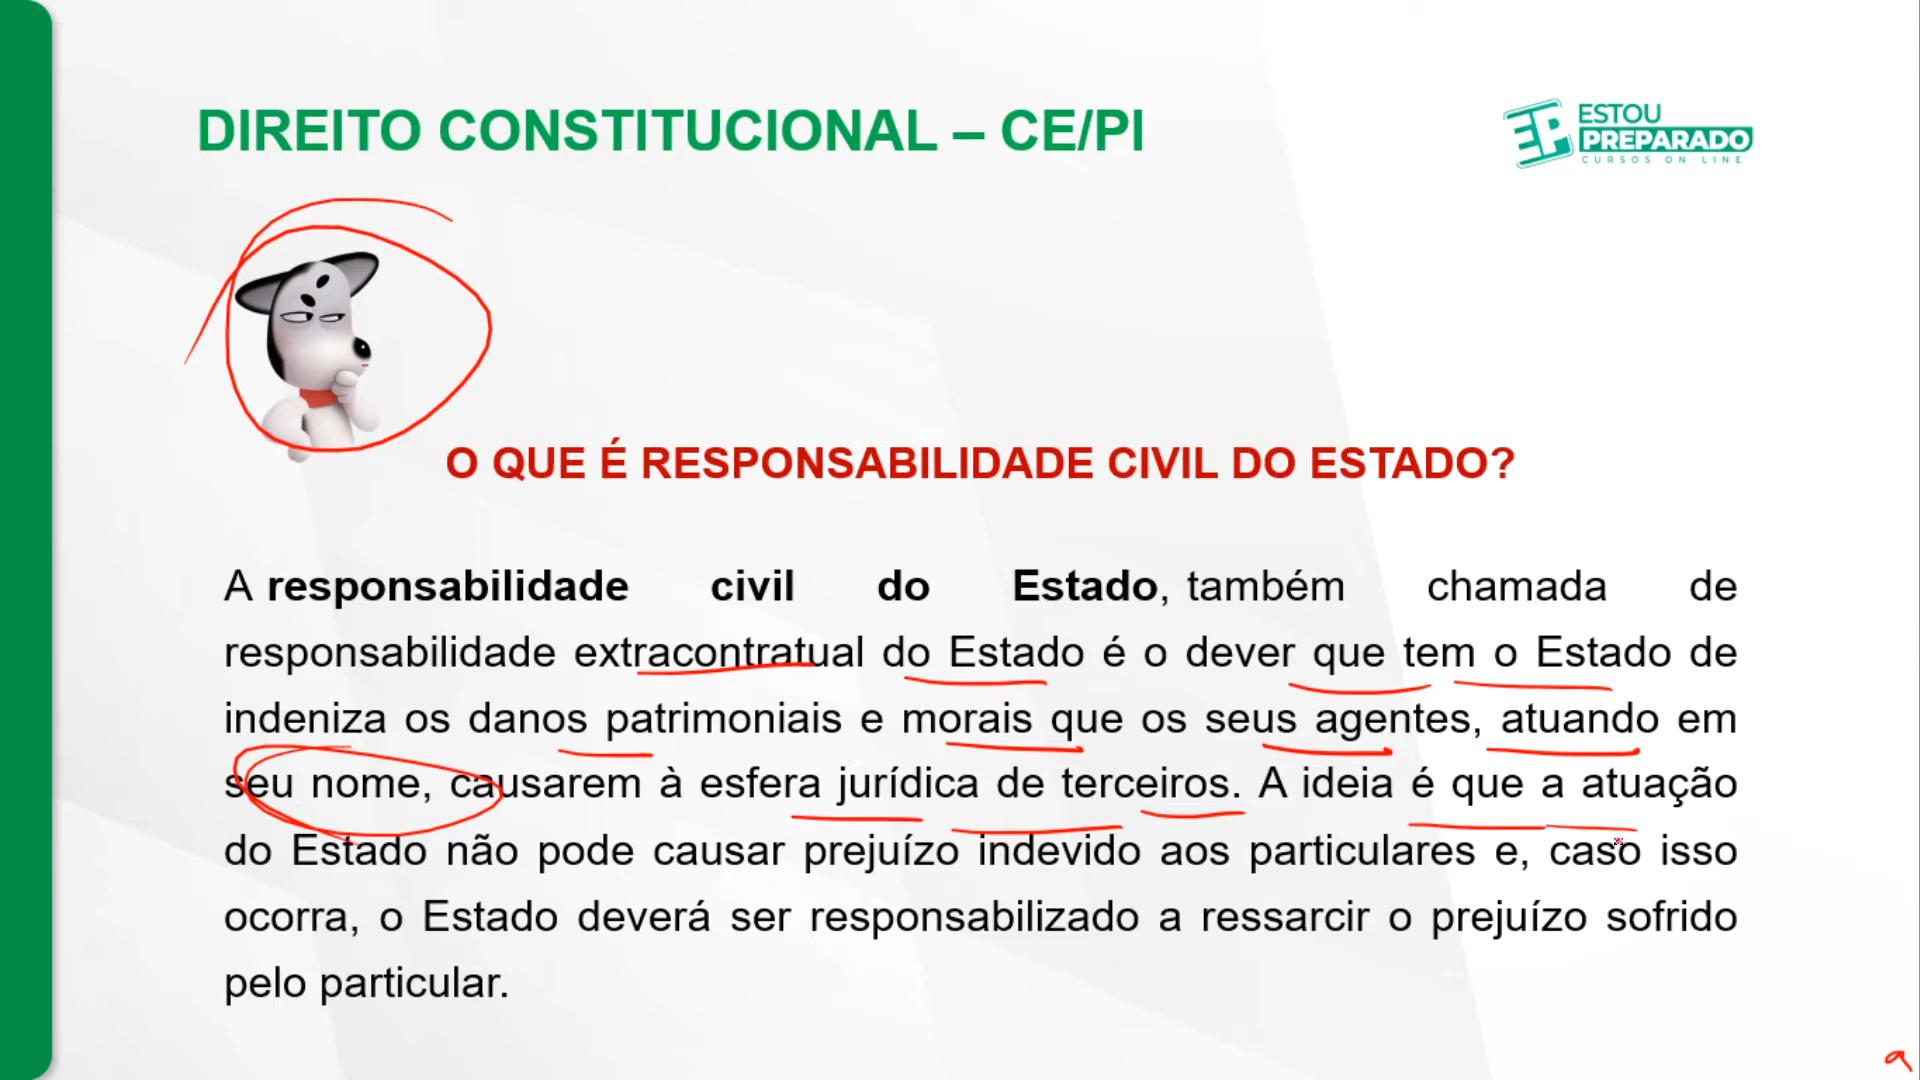 DIREITO CONSTITUCIONAL – CE/PI
EP ESTOU
PREPARADO
CURSOS ON-LINE
O QUE É RESPONSABILIDADE CIVIL DO ESTADO?
A responsabilidade civil do Estado, também chamada de
responsabilidade extracontratual do Estado é o dever que tem o Estado de
indeniza os danos patrimoniais e morais que os seus agentes, atuando em
seu nome, causarem à esfera jurídica de terceiros. A ideia é que a atuação
do Estado não pode causar prejuízo indevido aos particulares e, caso isso
ocorra, o Estado deverá ser responsabilizado a ressarcir o prejuízo sofrido
pelo particular.